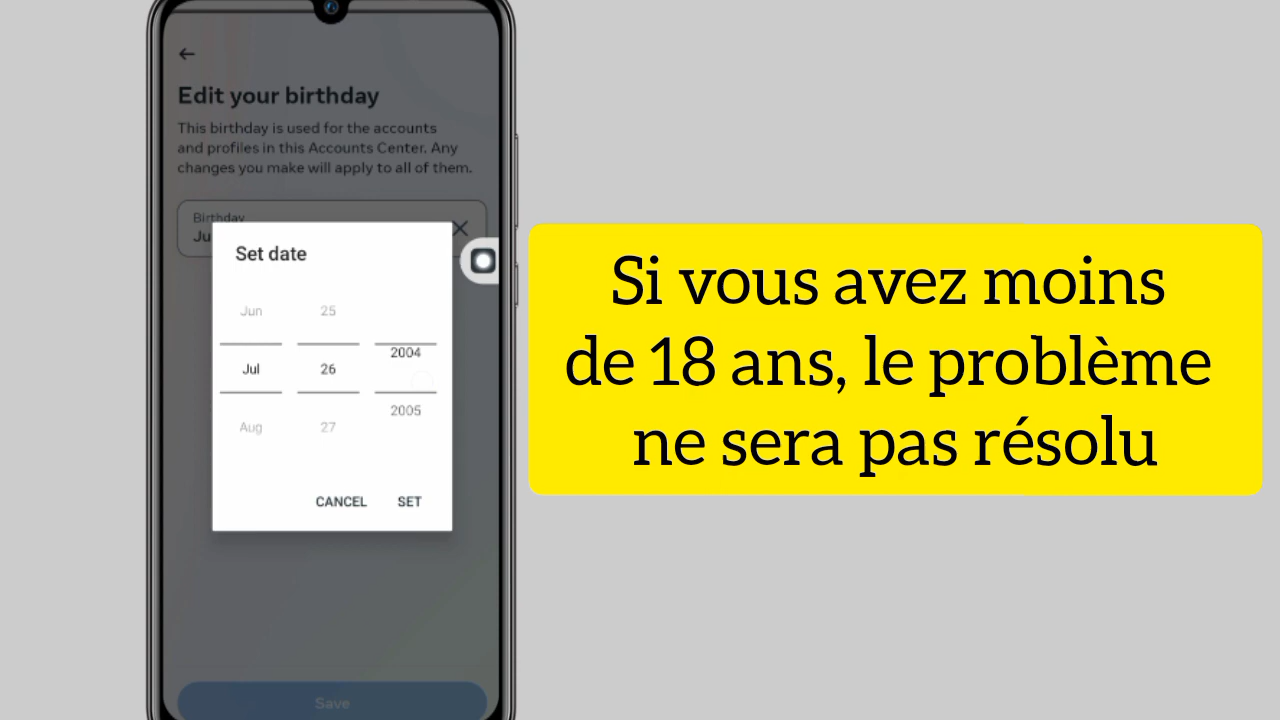 Edit your birthday
This birthday is used for the accounts
and profiles in this Accounts Center. Any
changes you make will apply to all of them.
Birthday
Ju
Set date
Jun 25
2004
Jul 26
2005
Aug 27
CANCEL SET
Save
Si vous avez moins
de 18 ans, le problème
ne sera pas résolu